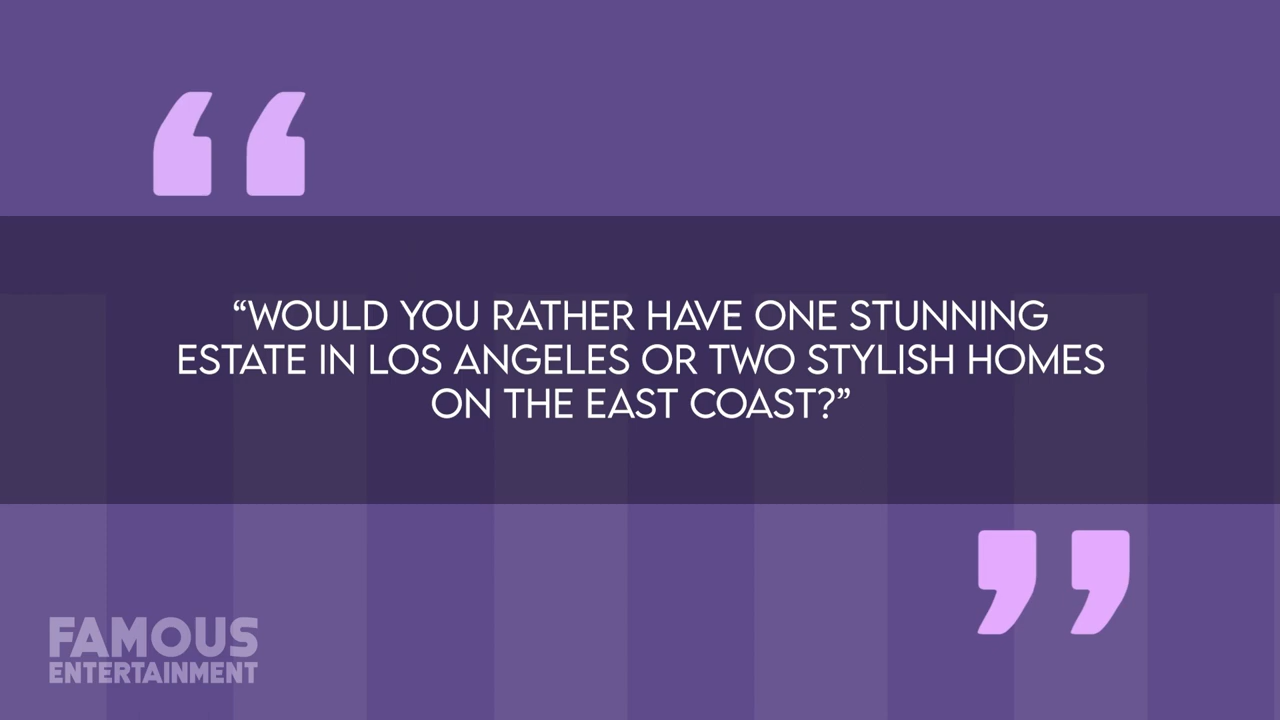 “WOULD YOU RATHER HAVE ONE STUNNING
ESTATE IN LOS ANGELES OR TWO STYLISH HOMES
ON THE EAST COAST?”
FAMOUS
ENTERTAINMENT